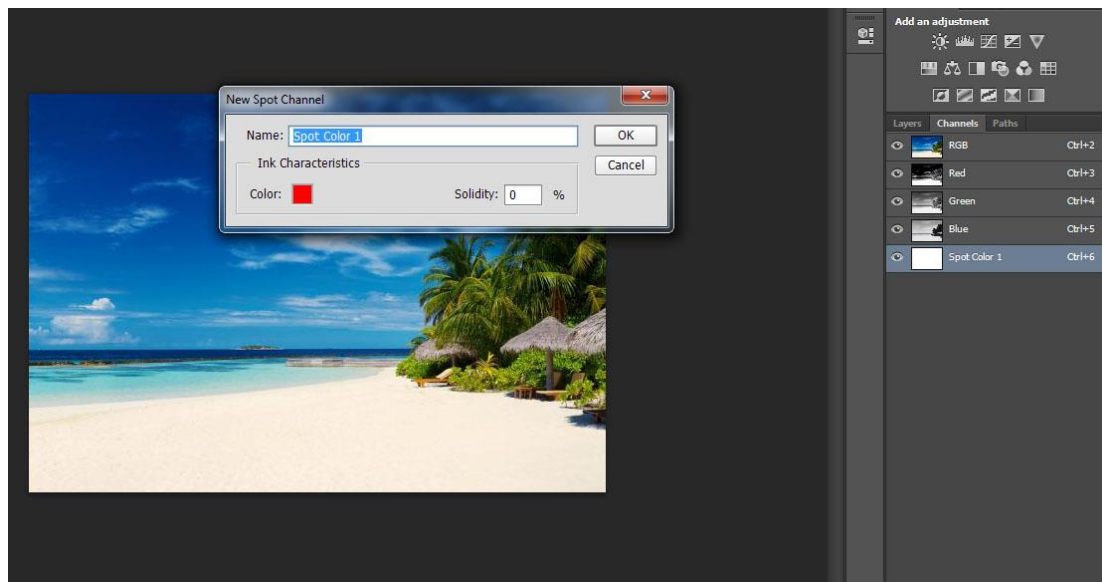 Add an adjustment
New Spot Channel
Name: Spot Color 1
OK
Ink Characteristics
Cancel
Color:
Solidity: 0 %
Layers Channels Paths
RGB Ctrl+2
Red Ctrl+3
Green Ctrl+4
Blue Ctrl+5
Spot Color 1 Ctrl+6